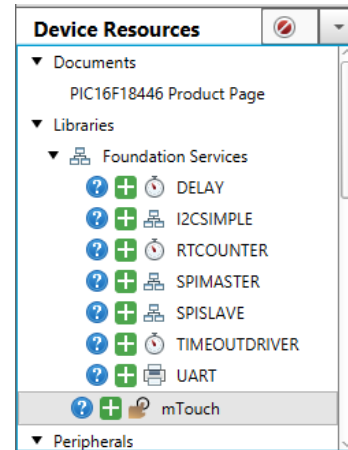 Device Resources
Documents
PIC16F18446 Product Page
Libraries
Foundation Services
DELAY
I2CSIMPLE
RTCOUNTER
SPIMASTER
SPISLAVE
TIMEOUTDRIVER
UART
mTouch
Peripherals